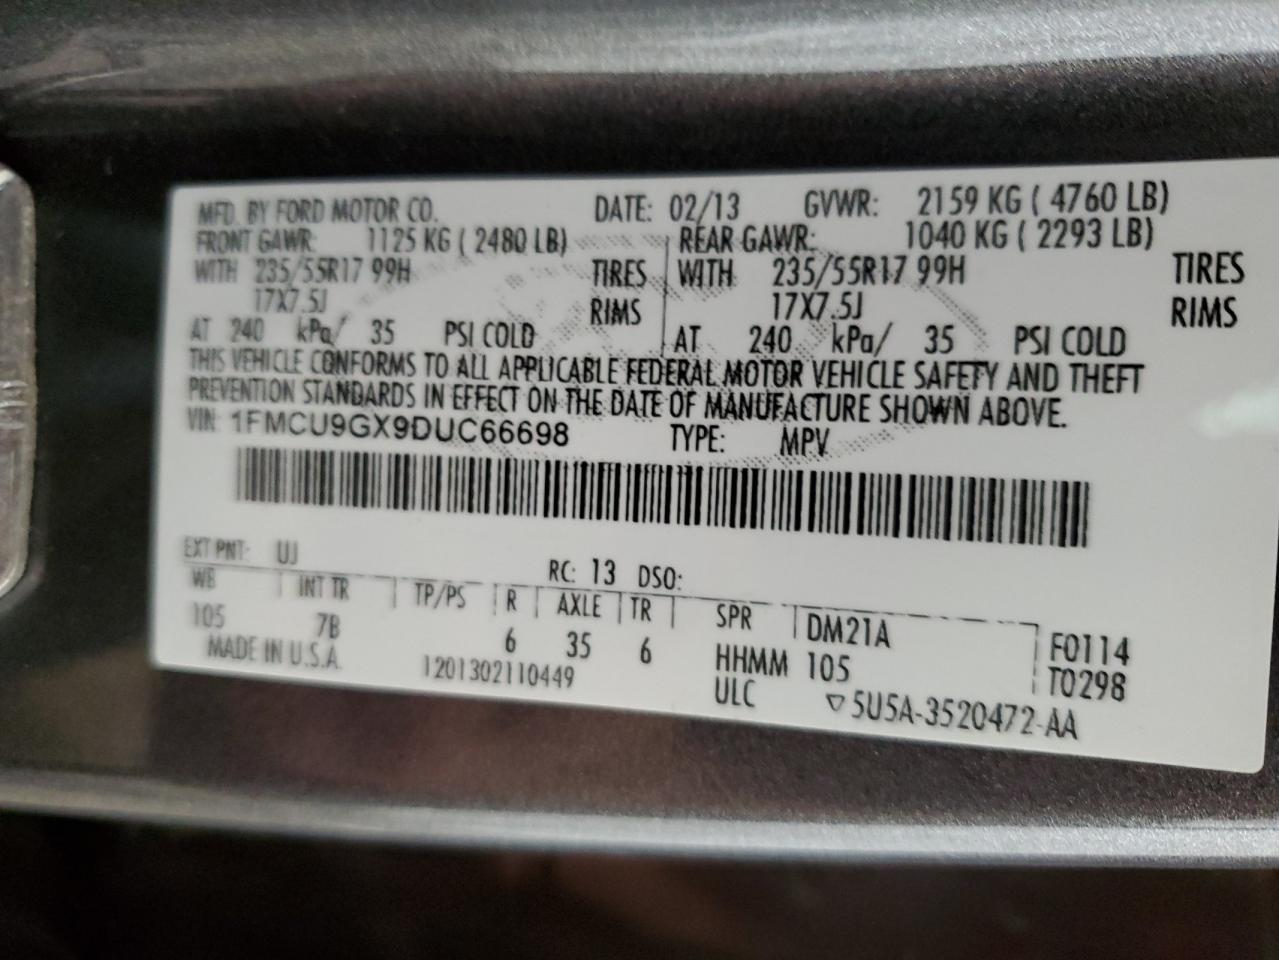 MFD. BY FORD MOTOR CO. DATE: 02/13 GVWR: 2159 KG ( 4760 LB)
FRONT GAWR: 1125 KG ( 2480 LB) REAR GAWR: 1040 KG ( 2293 LB)
WITH 235/55R17 99H TIRES WITH 235/55R17 99H TIRES
17X7.5J RIMS 17X7.5J RIMS
AT 240 kPa/ 35 PSI COLD AT 240 kPa/ 35 PSI COLD
THIS VEHICLE CONFORMS TO ALL APPLICABLE FEDERAL MOTOR VEHICLE SAFETY AND THEFT
PREVENTION STANDARDS IN EFFECT ON THE DATE OF MANUFACTURE SHOWN ABOVE.
VIN: 1FMCU9GX9DUC66698 TYPE: MPV
EXT PNT: UJ RC: 13 DSO:
WB INT TR TP/PS R AXLE TR SPR DM21A F0114
105 7B 6 35 6 HHMM 105 T0298
MADE IN U.S.A. 1201302110449 ULC ▽5U5A-3520472-AA